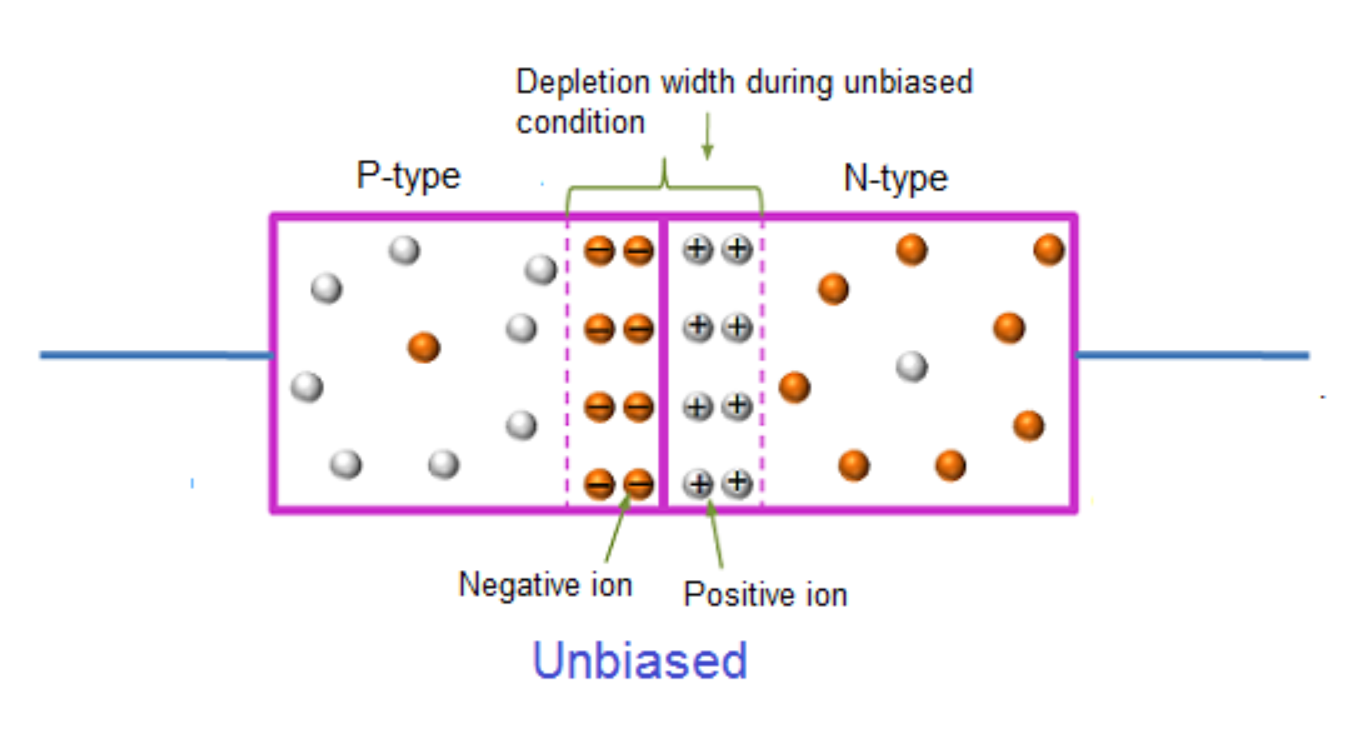 Depletion width during unbiased
condition
P-type
N-type
Negative ion
Positive ion
Unbiased